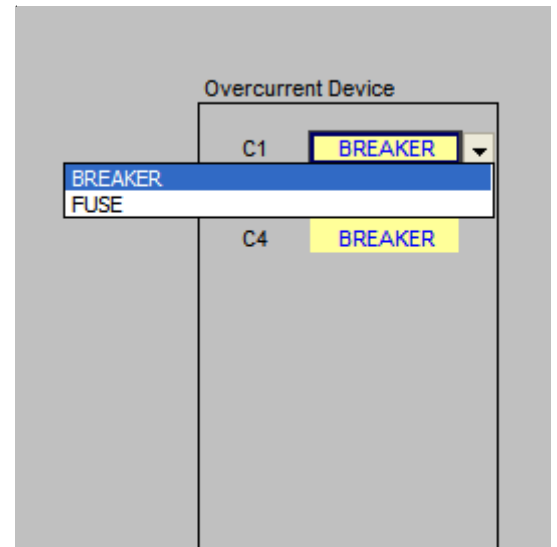 Overcurrent Device
C1 BREAKER
BREAKER
FUSE
C4 BREAKER